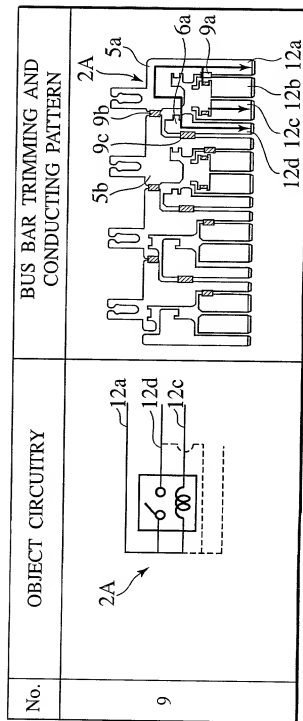 No.
OBJECT CIRCUITRY
BUS BAR TRIMMING AND
CONDUCTING PATTERN
9
2A
12a
12d
12c
5a
2A
9b
9c
5b
6a
9a
12a
12b
12c
12d